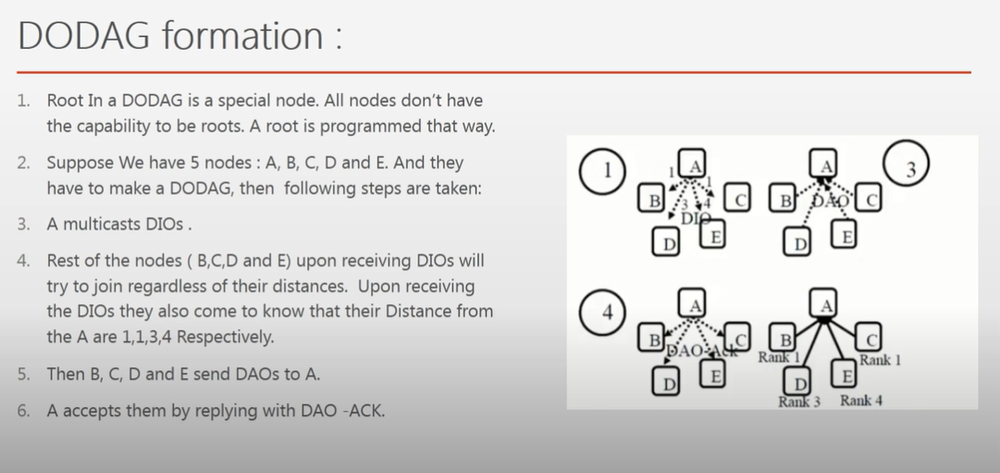 DODAG formation :
1. Root In a DODAG is a special node. All nodes don't have
the capability to be roots. A root is programmed that way.
2. Suppose We have 5 nodes : A, B, C, D and E. And they
have to make a DODAG, then following steps are taken:
3. A multicasts DIOs .
4. Rest of the nodes ( B,C,D and E) upon receiving DIOs will
try to join regardless of their distances. Upon receiving
the DIOs they also come to know that their Distance from
the A are 1,1,3,4 Respectively.
5. Then B, C, D and E send DAOs to A.
6. A accepts them by replying with DAO -ACK.
1
A
1 1
B C
3 4
DIO
D E
3
A
B DAO C
D E
4
A
B C
DAO-Ack
D E
A
B C
Rank 1 Rank 1
D E
Rank 3 Rank 4